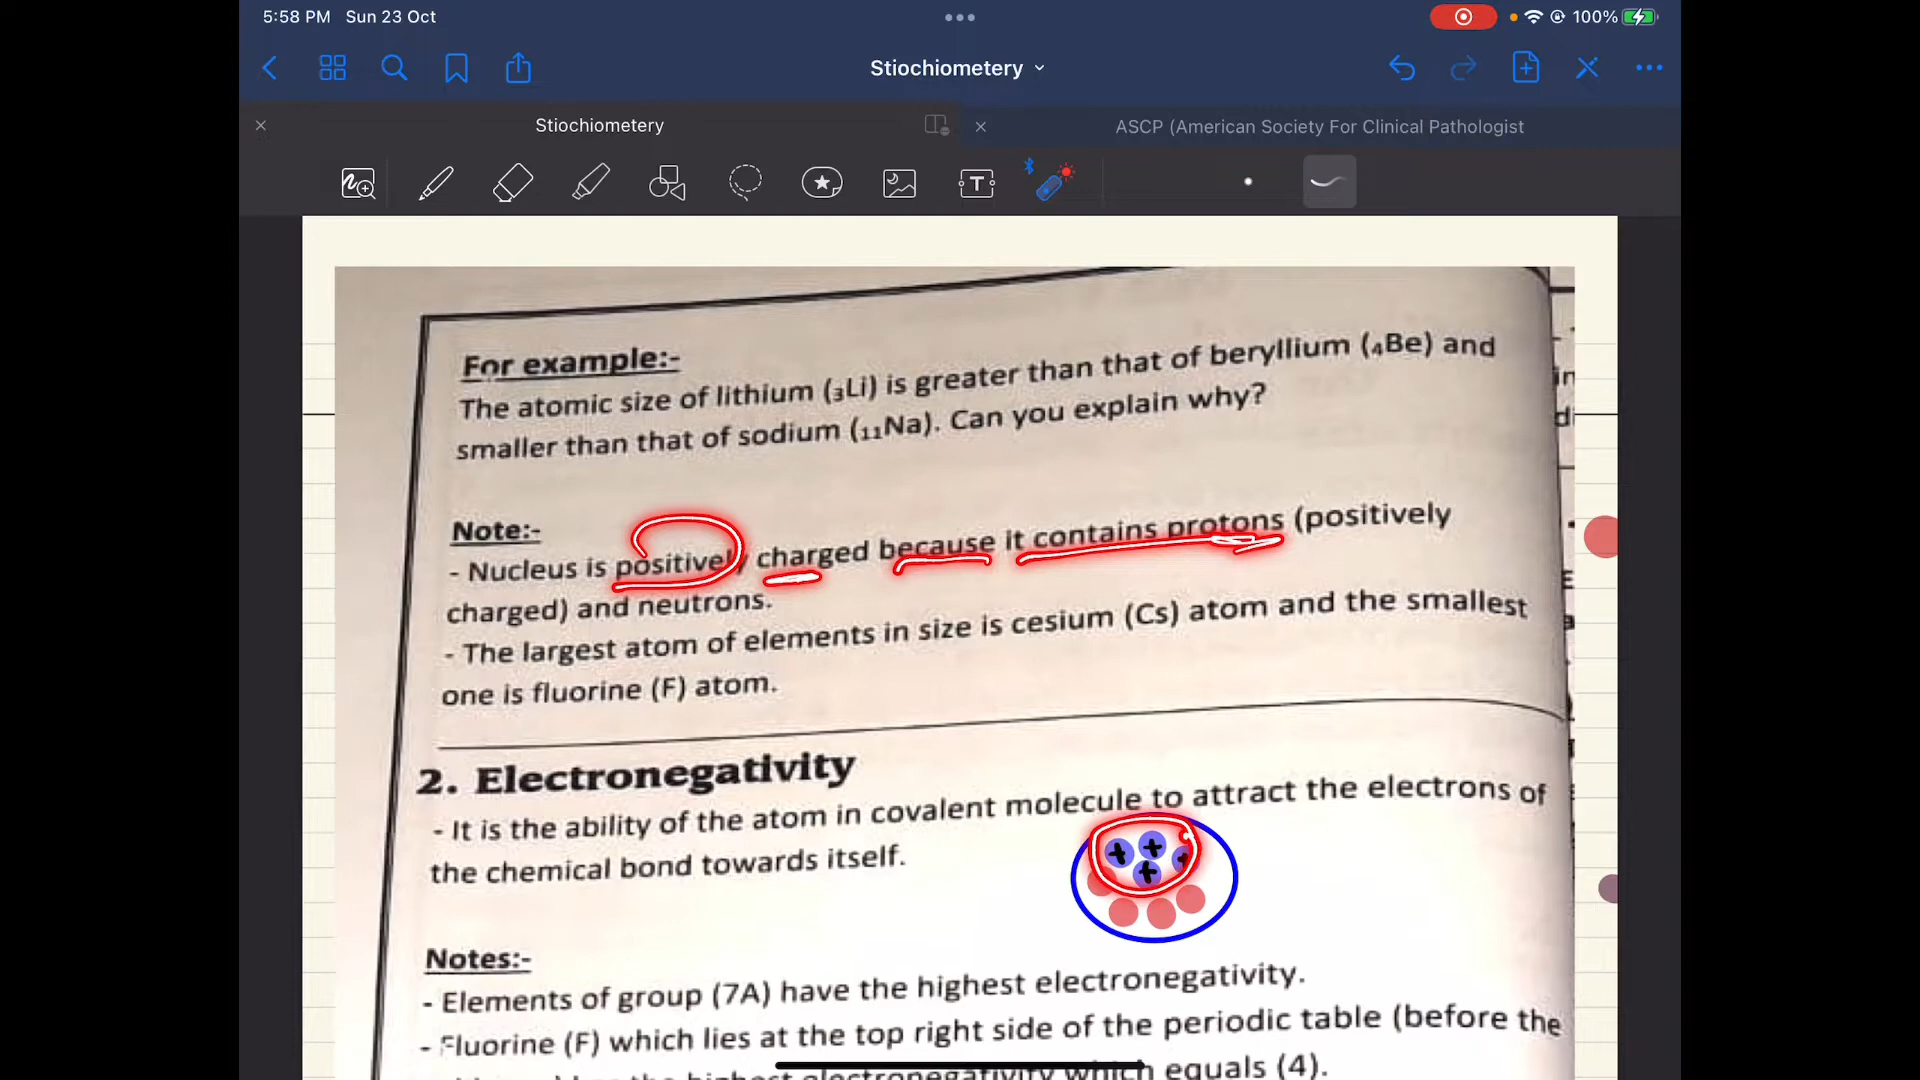 5:58 PM Sun 23 Oct
100%
Stiochiometery
Stiochiometery
ASCP (American Society For Clinical Pathologist
T
For example:-
The atomic size of lithium (₃Li) is greater than that of beryllium (₄Be) and
smaller than that of sodium (₁₁Na). Can you explain why?
Note:-
- Nucleus is positively charged because it contains protons (positively
charged) and neutrons.
- The largest atom of elements in size is cesium (Cs) atom and the smallest
one is fluorine (F) atom.
2. Electronegativity
- It is the ability of the atom in covalent molecule to attract the electrons of
the chemical bond towards itself.
+ + + +
Notes:-
- Elements of group (7A) have the highest electronegativity.
- Fluorine (F) which lies at the top right side of the periodic table (before the
highest electronegativity which equals (4).